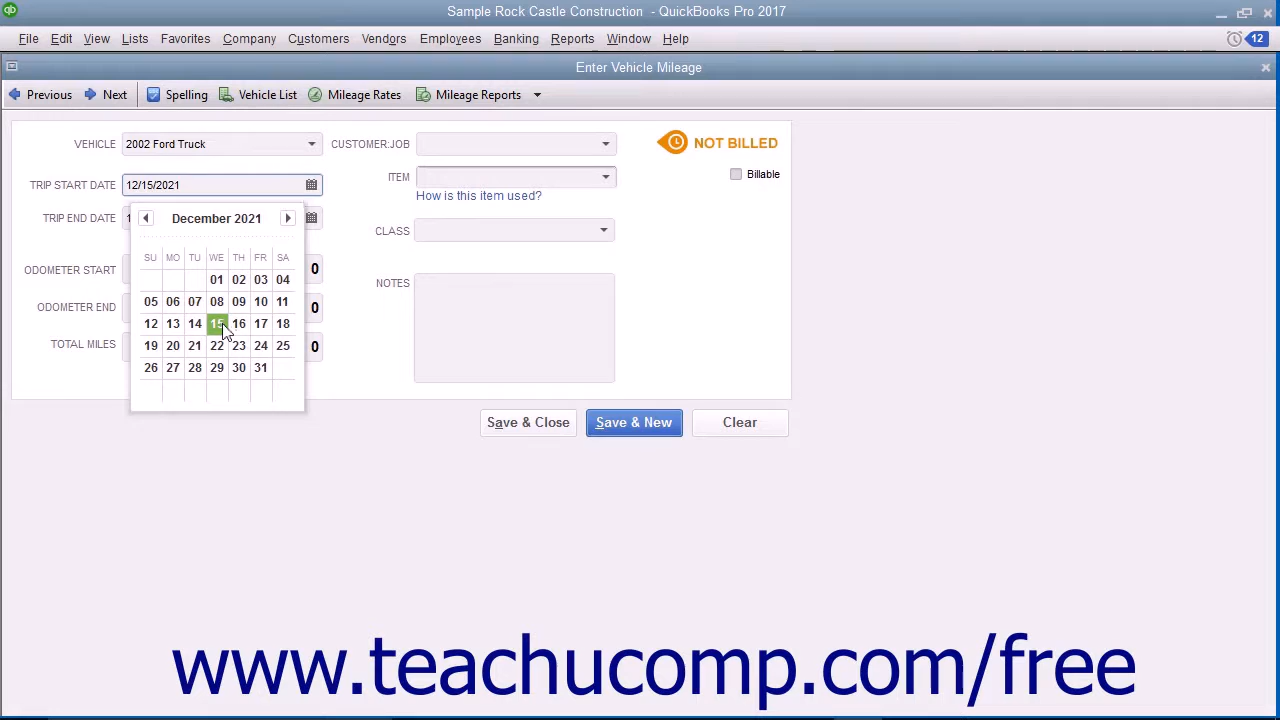 qb Sample Rock Castle Construction - QuickBooks Pro 2017
File Edit View Lists Favorites Company Customers Vendors Employees Banking Reports Window Help 12
Enter Vehicle Mileage
Previous Next Spelling Vehicle List Mileage Rates Mileage Reports
VEHICLE 2002 Ford Truck CUSTOMER:JOB NOT BILLED
TRIP START DATE 12/15/2021 ITEM Billable
How is this item used?
TRIP END DATE 1 December 2021
CLASS
SU MO TU WE TH FR SA
ODOMETER START 0
01 02 03 04
NOTES
05 06 07 08 09 10 11
ODOMETER END 0
12 13 14 15 16 17 18
TOTAL MILES 0
19 20 21 22 23 24 25
26 27 28 29 30 31
Save & Close Save & New Clear
www.teachucomp.com/free